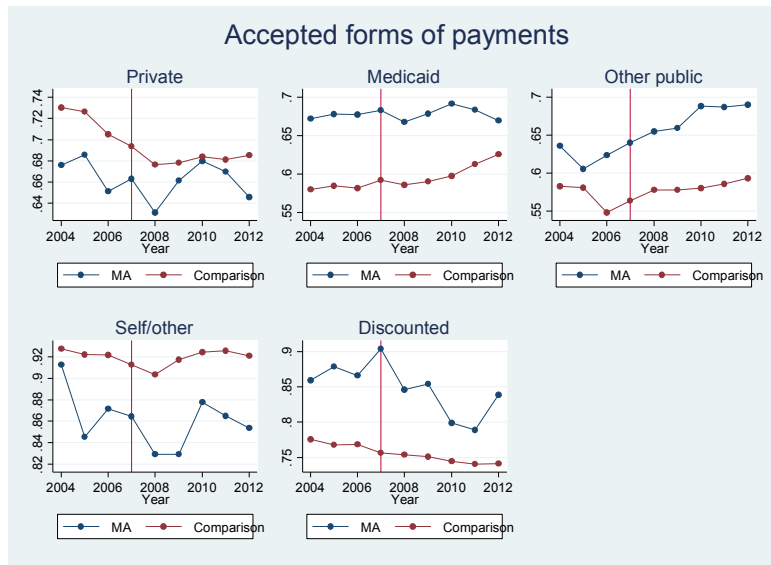 Accepted forms of payments
Private
.74
.72
.7
.68
.66
.64
2004 2006 2008 2010 2012
Year
MA Comparison
Medicaid
.7
.65
.6
.55
2004 2006 2008 2010 2012
Year
MA Comparison
Other public
.7
.65
.6
.55
2004 2006 2008 2010 2012
Year
MA Comparison
Self/other
.92
.9
.88
.86
.84
.82
2004 2006 2008 2010 2012
Year
MA Comparison
Discounted
.9
.85
.8
.75
2004 2006 2008 2010 2012
Year
MA Comparison